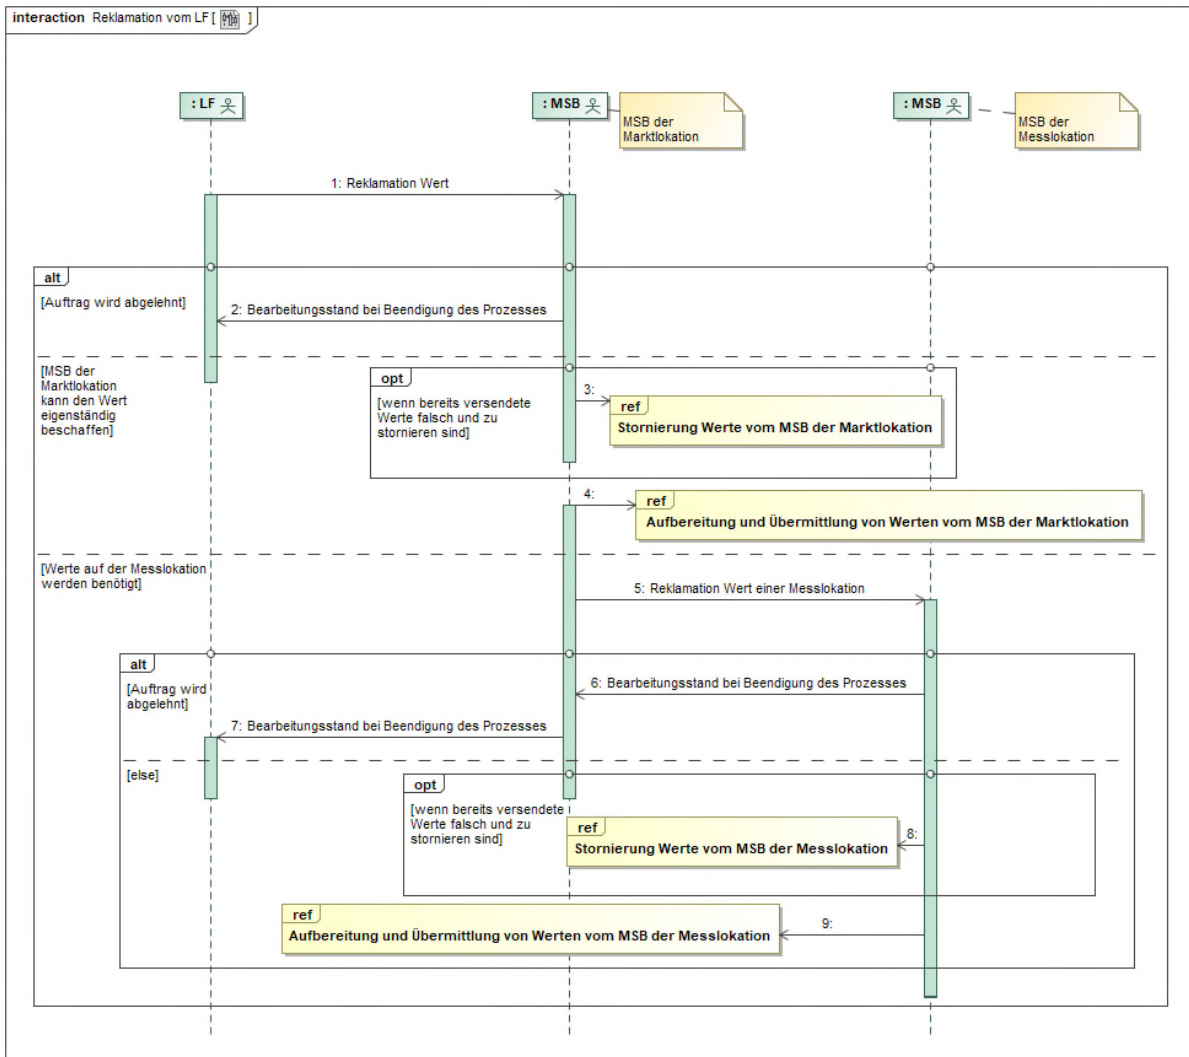 interaction Reklamation vom LF [ ]
: LF
: MSB
MSB der
Marktlokation
: MSB
MSB der
Messlokation
1: Reklamation Wert
alt
[Auftrag wird abgelehnt]
2: Bearbeitungsstand bei Beendigung des Prozesses
[MSB der
Marktlokation
kann den Wert
eigenständig
beschaffen]
opt
[wenn bereits versendete
Werte falsch und zu
stornieren sind]
3:
ref
Stornierung Werte vom MSB der Marktlokation
4:
ref
Aufbereitung und Übermittlung von Werten vom MSB der Marktlokation
[Werte auf der Messlokation
werden benötigt]
5: Reklamation Wert einer Messlokation
alt
[Auftrag wird
abgelehnt]
6: Bearbeitungsstand bei Beendigung des Prozesses
7: Bearbeitungsstand bei Beendigung des Prozesses
[else]
opt
[wenn bereits versendete
Werte falsch und zu
stornieren sind]
ref
Stornierung Werte vom MSB der Messlokation
8:
ref
Aufbereitung und Übermittlung von Werten vom MSB der Messlokation
9: